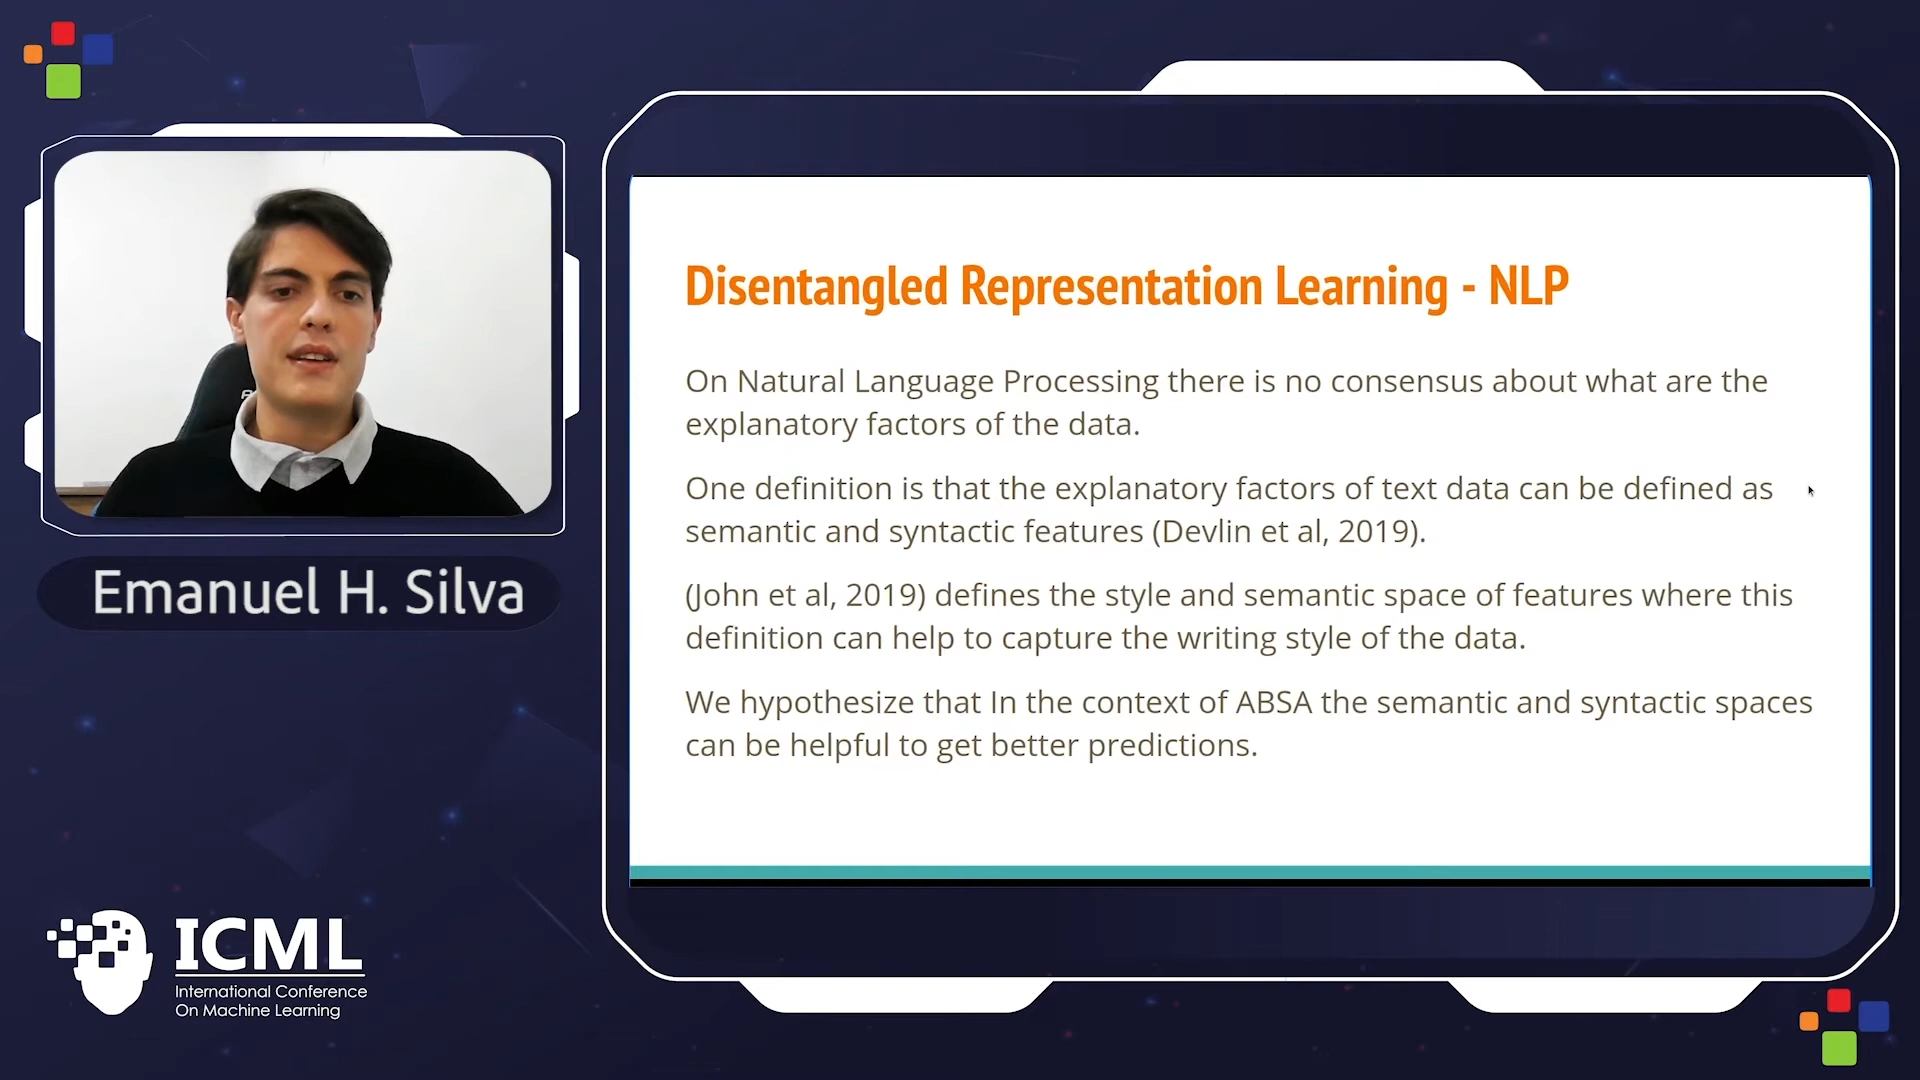 Disentangled Representation Learning - NLP
On Natural Language Processing there is no consensus about what are the
explanatory factors of the data.
One definition is that the explanatory factors of text data can be defined as
semantic and syntactic features (Devlin et al, 2019).
(John et al, 2019) defines the style and semantic space of features where this
definition can help to capture the writing style of the data.
We hypothesize that In the context of ABSA the semantic and syntactic spaces
can be helpful to get better predictions.
Emanuel H. Silva
ICML
International Conference
On Machine Learning